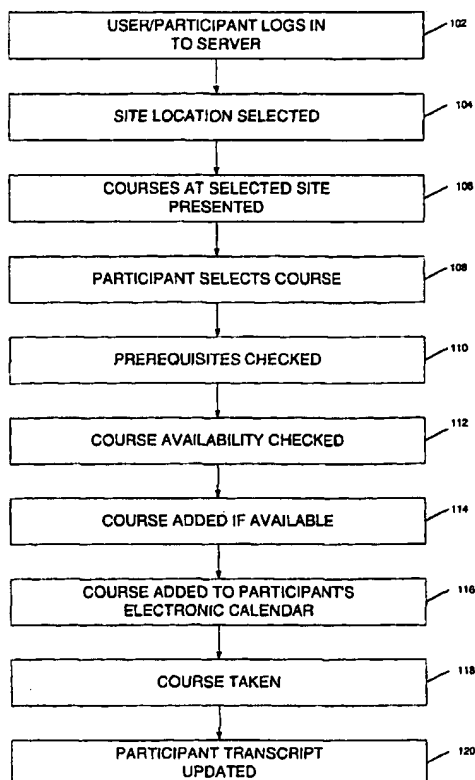 USER/PARTICIPANT LOGS IN
TO SERVER
102
SITE LOCATION SELECTED
104
COURSES AT SELECTED SITE
PRESENTED
106
PARTICIPANT SELECTS COURSE
108
PREREQUISITES CHECKED
110
COURSE AVAILABILITY CHECKED
112
COURSE ADDED IF AVAILABLE
114
COURSE ADDED TO PARTICIPANT'S
ELECTRONIC CALENDAR
116
COURSE TAKEN
118
PARTICIPANT TRANSCRIPT
UPDATED
120